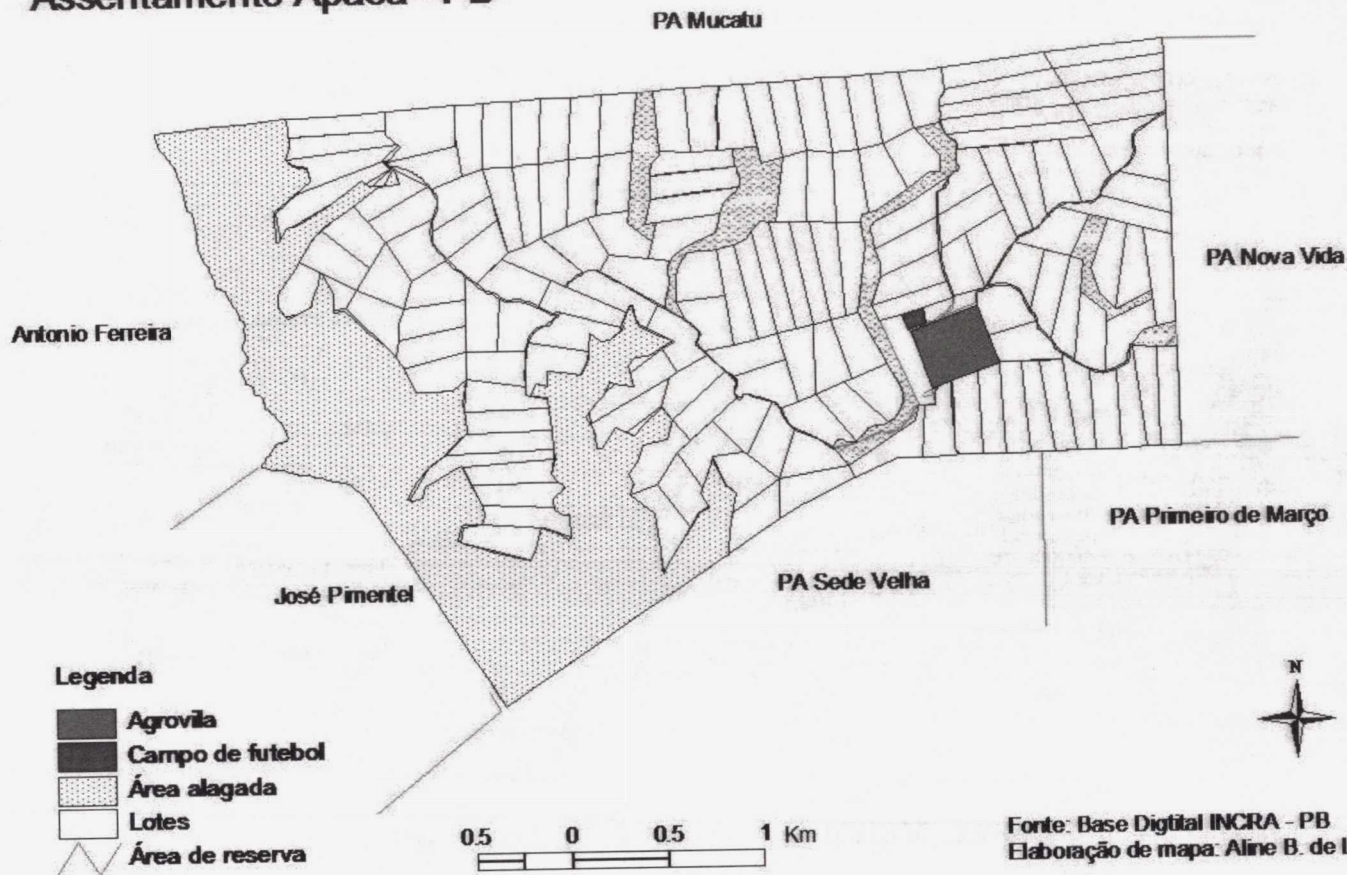 Assentamento Apasa - PB
PA Mucatu
PA Nova Vida
Antonio Ferreira
PA Primeiro de Março
PA Sede Velha
José Pimentel
Legenda
Agrovila
Campo de futebol
Área alagada
Lotes
Área de reserva
N
0.5 0 0.5 1 Km
Fonte: Base Digtital INCRA - PB
Elaboração de mapa: Aline B. de